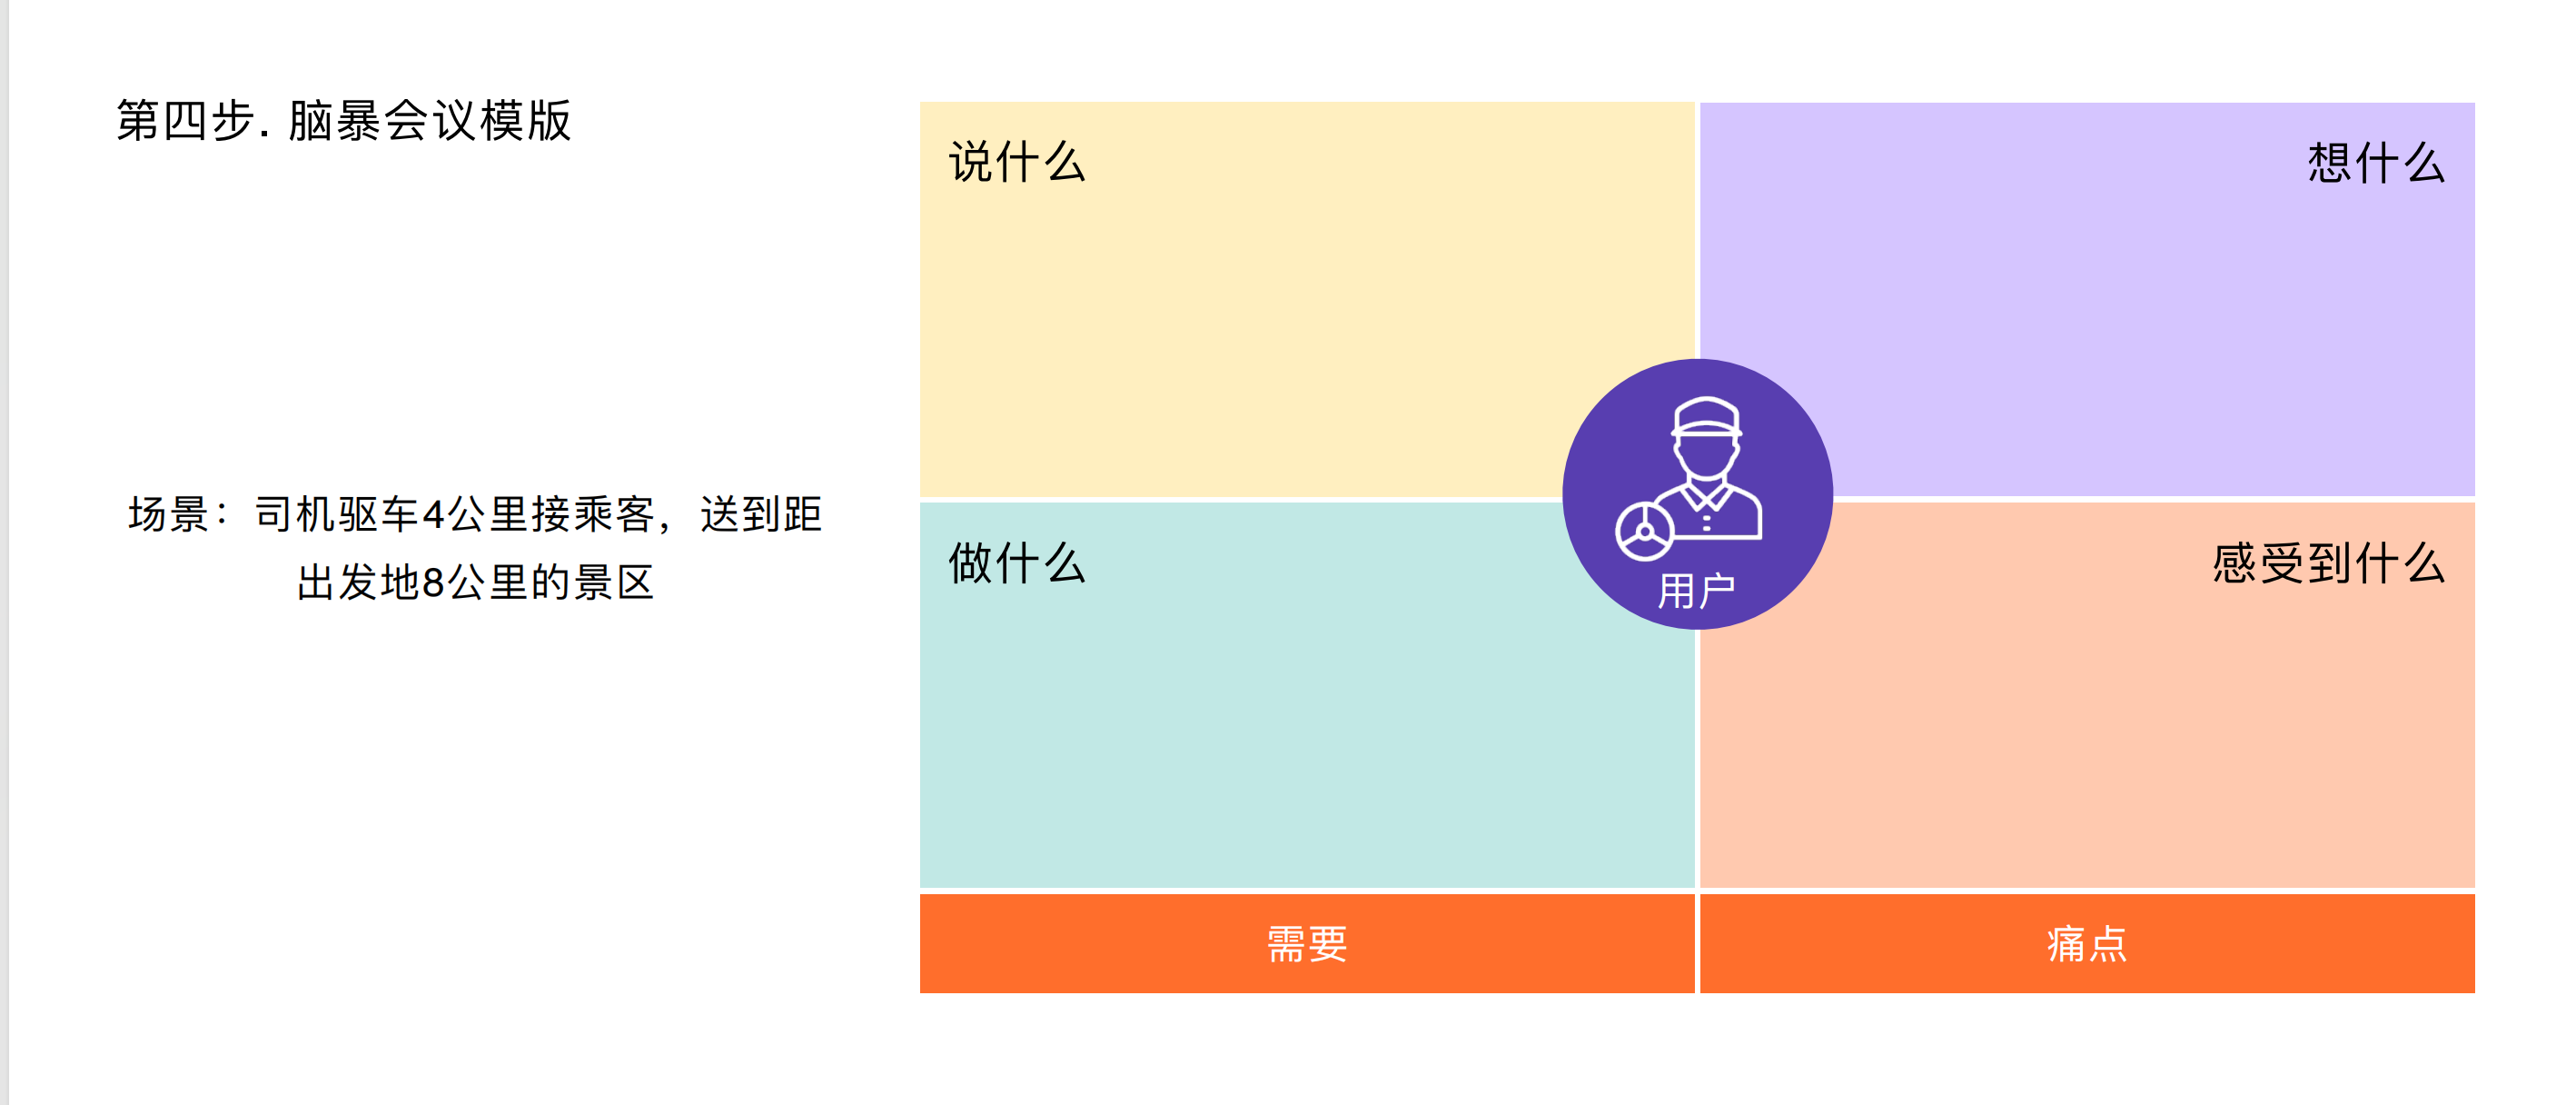 第四步. 脑暴会议模版
场景：司机驱车4公里接乘客，送到距
出发地8公里的景区
说什么
想什么
做什么
感受到什么
用户
需要
痛点